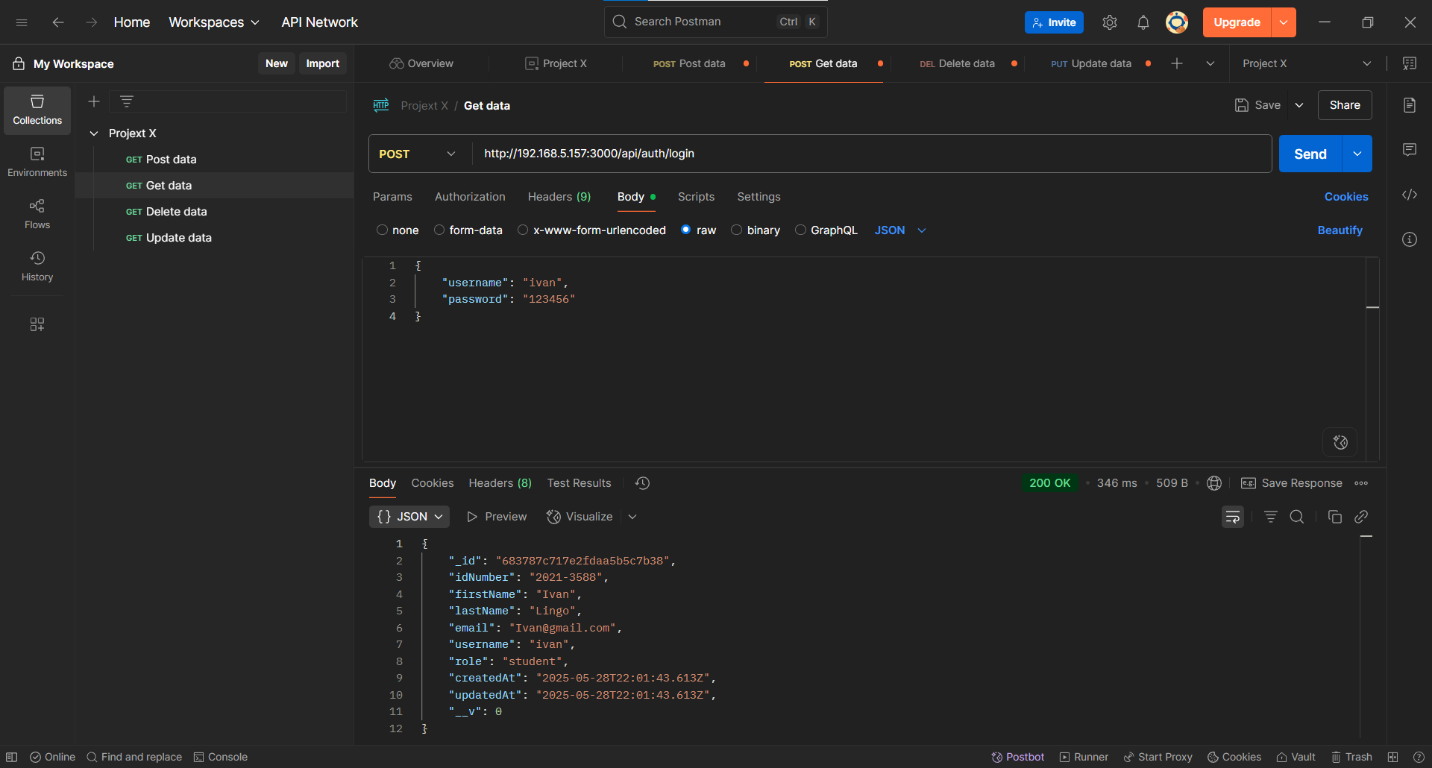 Home Workspaces API Network Search Postman Ctrl K Invite Upgrade
My Workspace New Import Overview Project X POST Post data POST Get data DEL Delete data PUT Update data Project X
Collections
Environments
Flows
History
Projext X
GET Post data
GET Get data
GET Delete data
GET Update data
HTTP Projext X / Get data Save Share
POST http://192.168.5.157:3000/api/auth/login Send
Params Authorization Headers (9) Body Scripts Settings Cookies
none form-data x-www-form-urlencoded raw binary GraphQL JSON Beautify
1 {
2 "username": "ivan",
3 "password": "123456"
4 }
Body Cookies Headers (8) Test Results 200 OK • 346 ms • 509 B e.g. Save Response
{} JSON Preview Visualize
1 {
2 "_id": "683787c717e2fdaa5b5c7b38",
3 "idNumber": "2021-3588",
4 "firstName": "Ivan",
5 "lastName": "Lingo",
6 "email": "Ivan@gmail.com",
7 "username": "ivan",
8 "role": "student",
9 "createdAt": "2025-05-28T22:01:43.613Z",
10 "updatedAt": "2025-05-28T22:01:43.613Z",
11 "__v": 0
12 }
Online Find and replace Console Postbot Runner Start Proxy Cookies Vault Trash